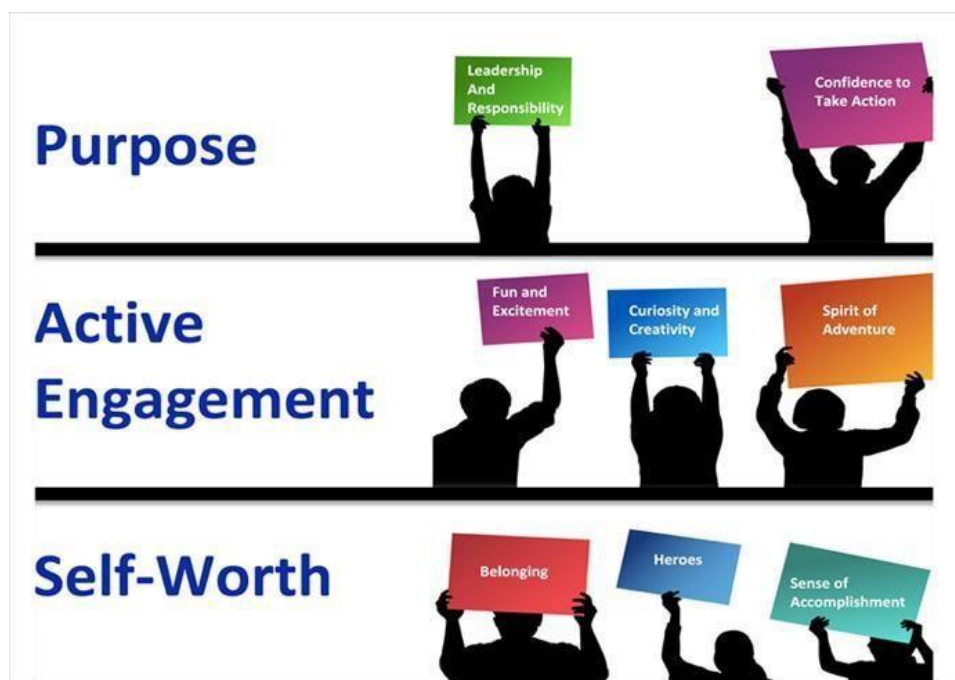 Purpose
Leadership
And
Responsibility
Confidence to
Take Action
Active
Engagement
Fun and
Excitement
Curiosity and
Creativity
Spirit of
Adventure
Self-Worth
Belonging
Heroes
Sense of
Accomplishment